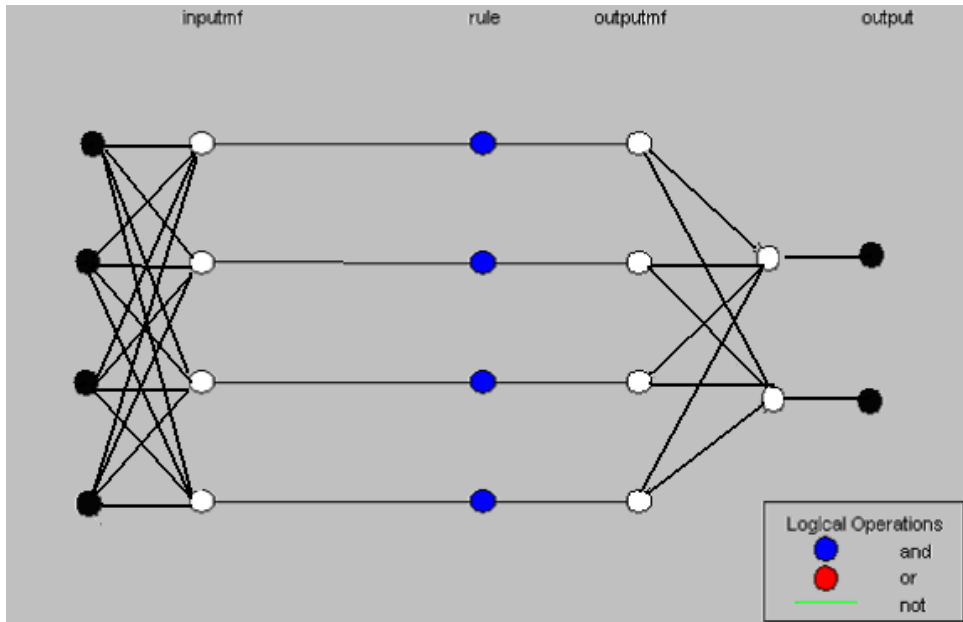 inputmf rule outputmf output
Logical Operations
and
or
not